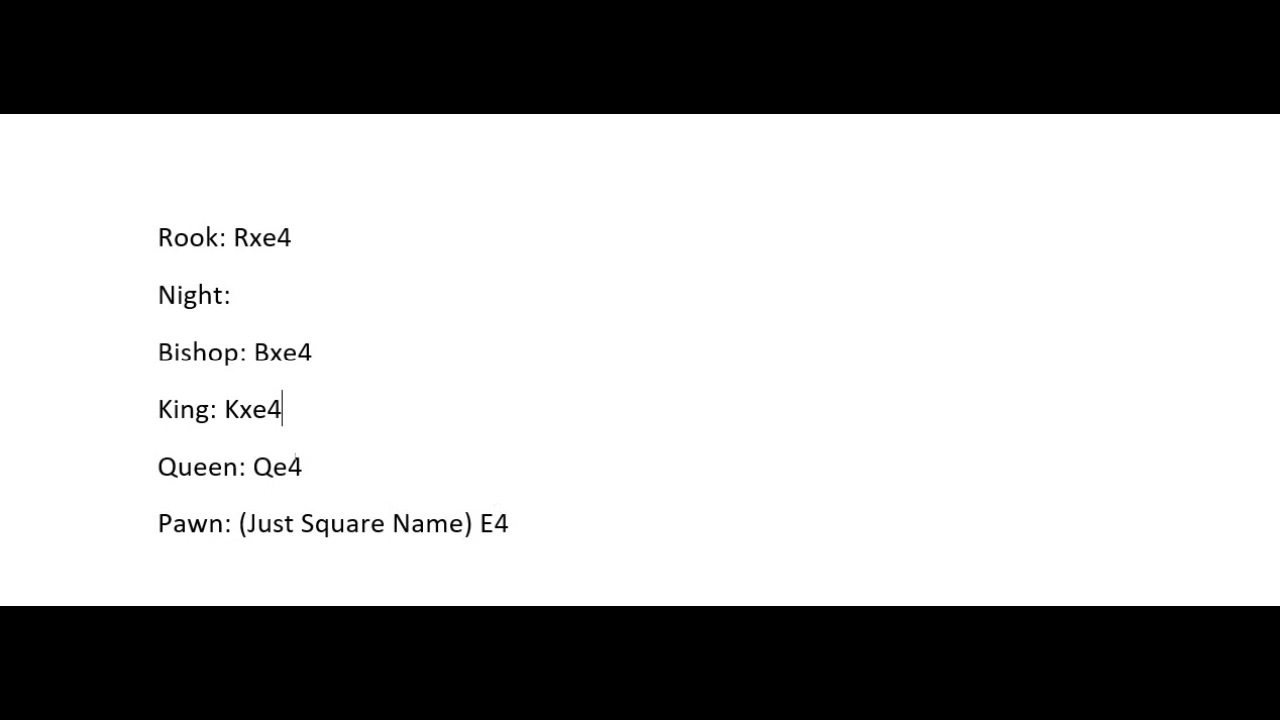 Rook: Rxe4
Night:
Bishop: Bxe4
King: Kxe4
Queen: Qe4
Pawn: (Just Square Name) E4